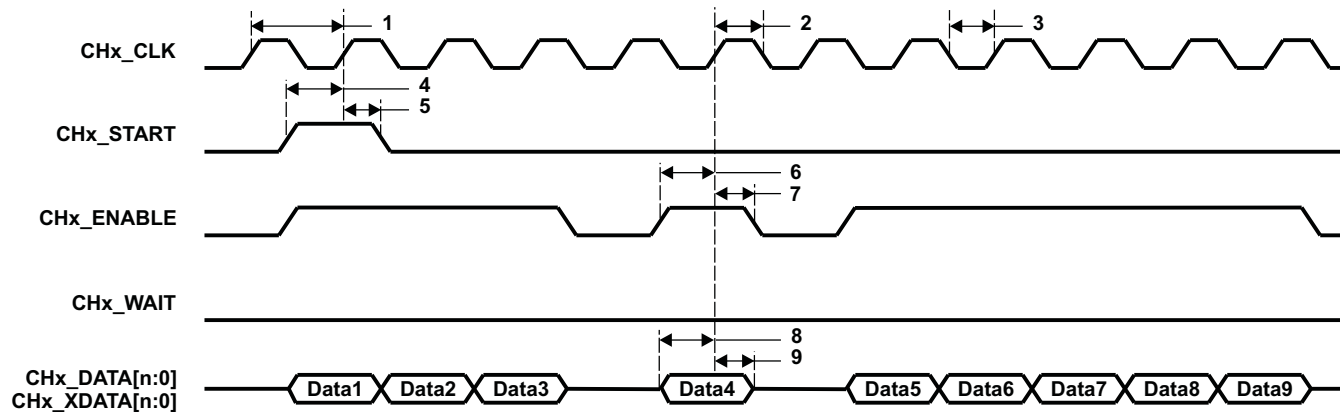 1
2
3
CHx_CLK
4
5
CHx_START
6
7
CHx_ENABLE
CHx_WAIT
8
9
CHx_DATA[n:0]
CHx_XDATA[n:0]
Data1 Data2 Data3 Data4 Data5 Data6 Data7 Data8 Data9